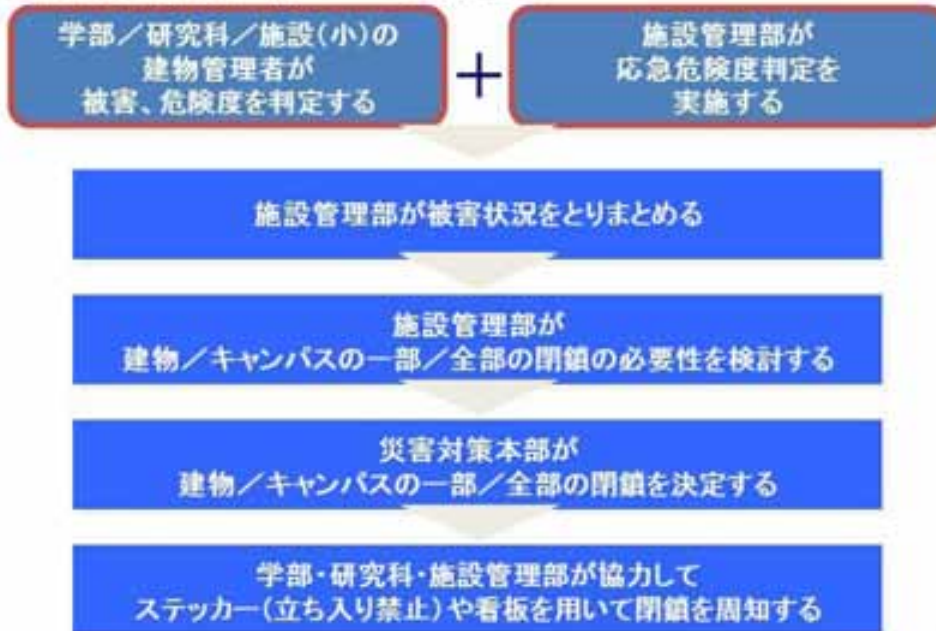 学部／研究科／施設(小)の
建物管理者が
被害、危険度を判定する
＋
施設管理部が
応急危険度判定を
実施する
施設管理部が被害状況をとりまとめる
施設管理部が
建物／キャンパスの一部／全部の閉鎖の必要性を検討する
災害対策本部が
建物／キャンパスの一部／全部の閉鎖を決定する
学部・研究科・施設管理部が協力して
ステッカー(立ち入り禁止)や看板を用いて閉鎖を周知する